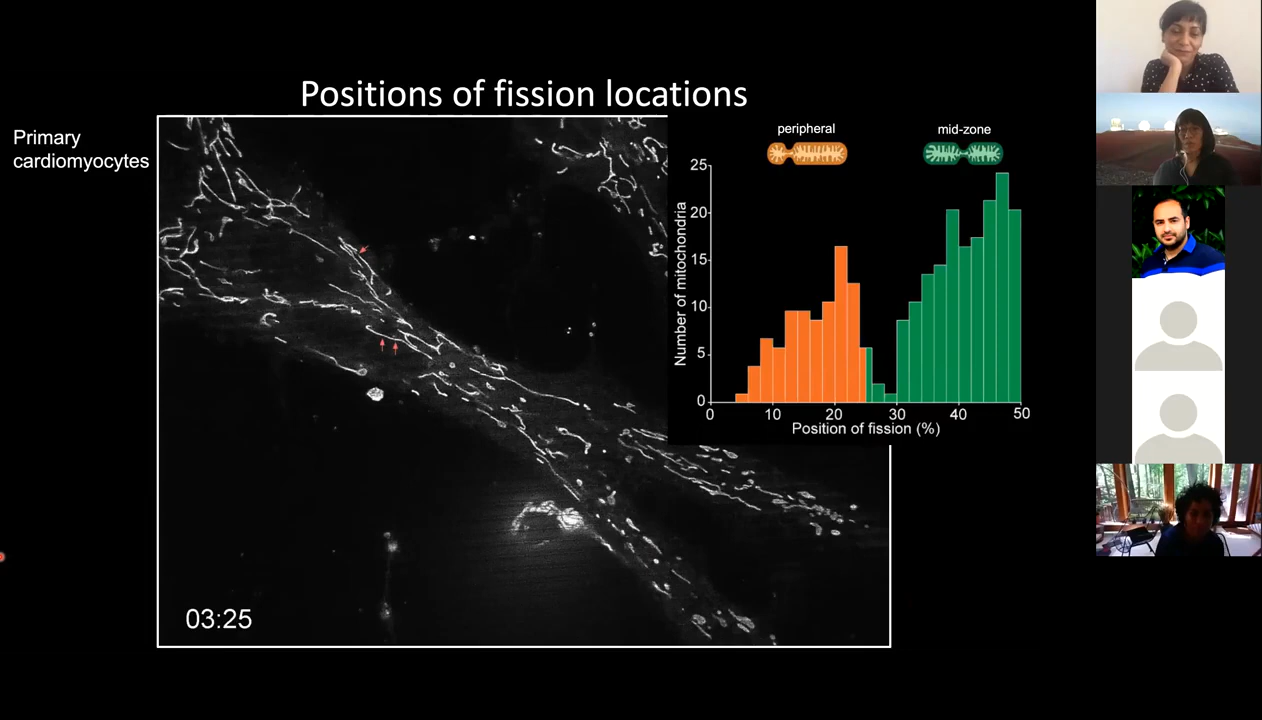 Positions of fission locations
Primary
cardiomyocytes
peripheral
mid-zone
25
20
15
10
5
0
Number of mitochondria
0 10 20 30 40 50
Position of fission (%)
03:25